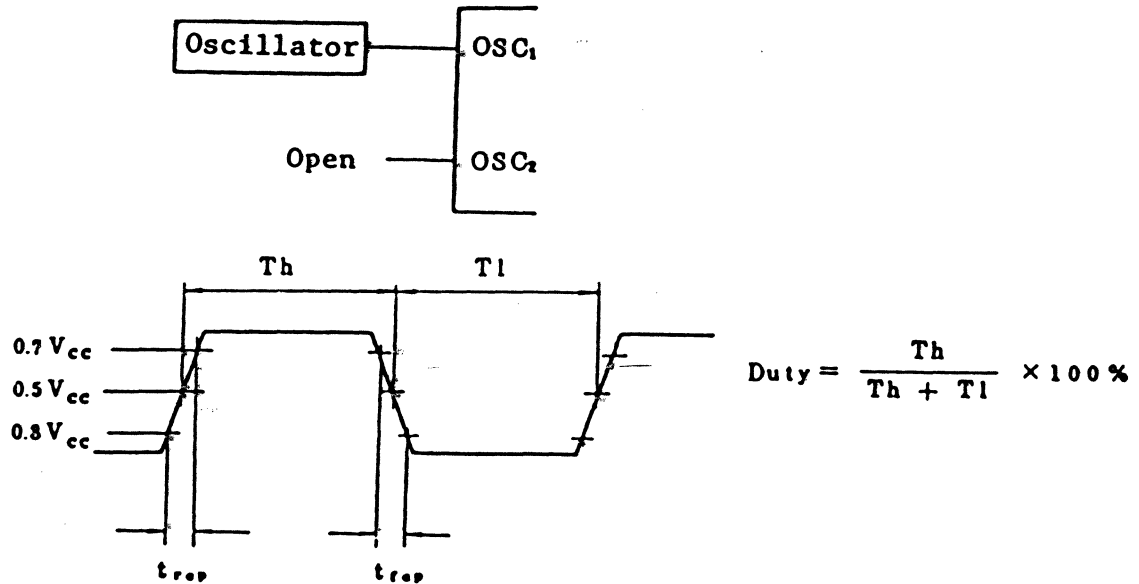 Oscillator
OSC₁
Open
OSC₂
Th
Tl
0.7 Vcc
0.5 Vcc
0.3 Vcc
Duty = Th / (Th + Tl) × 100%
trcp
tfcp